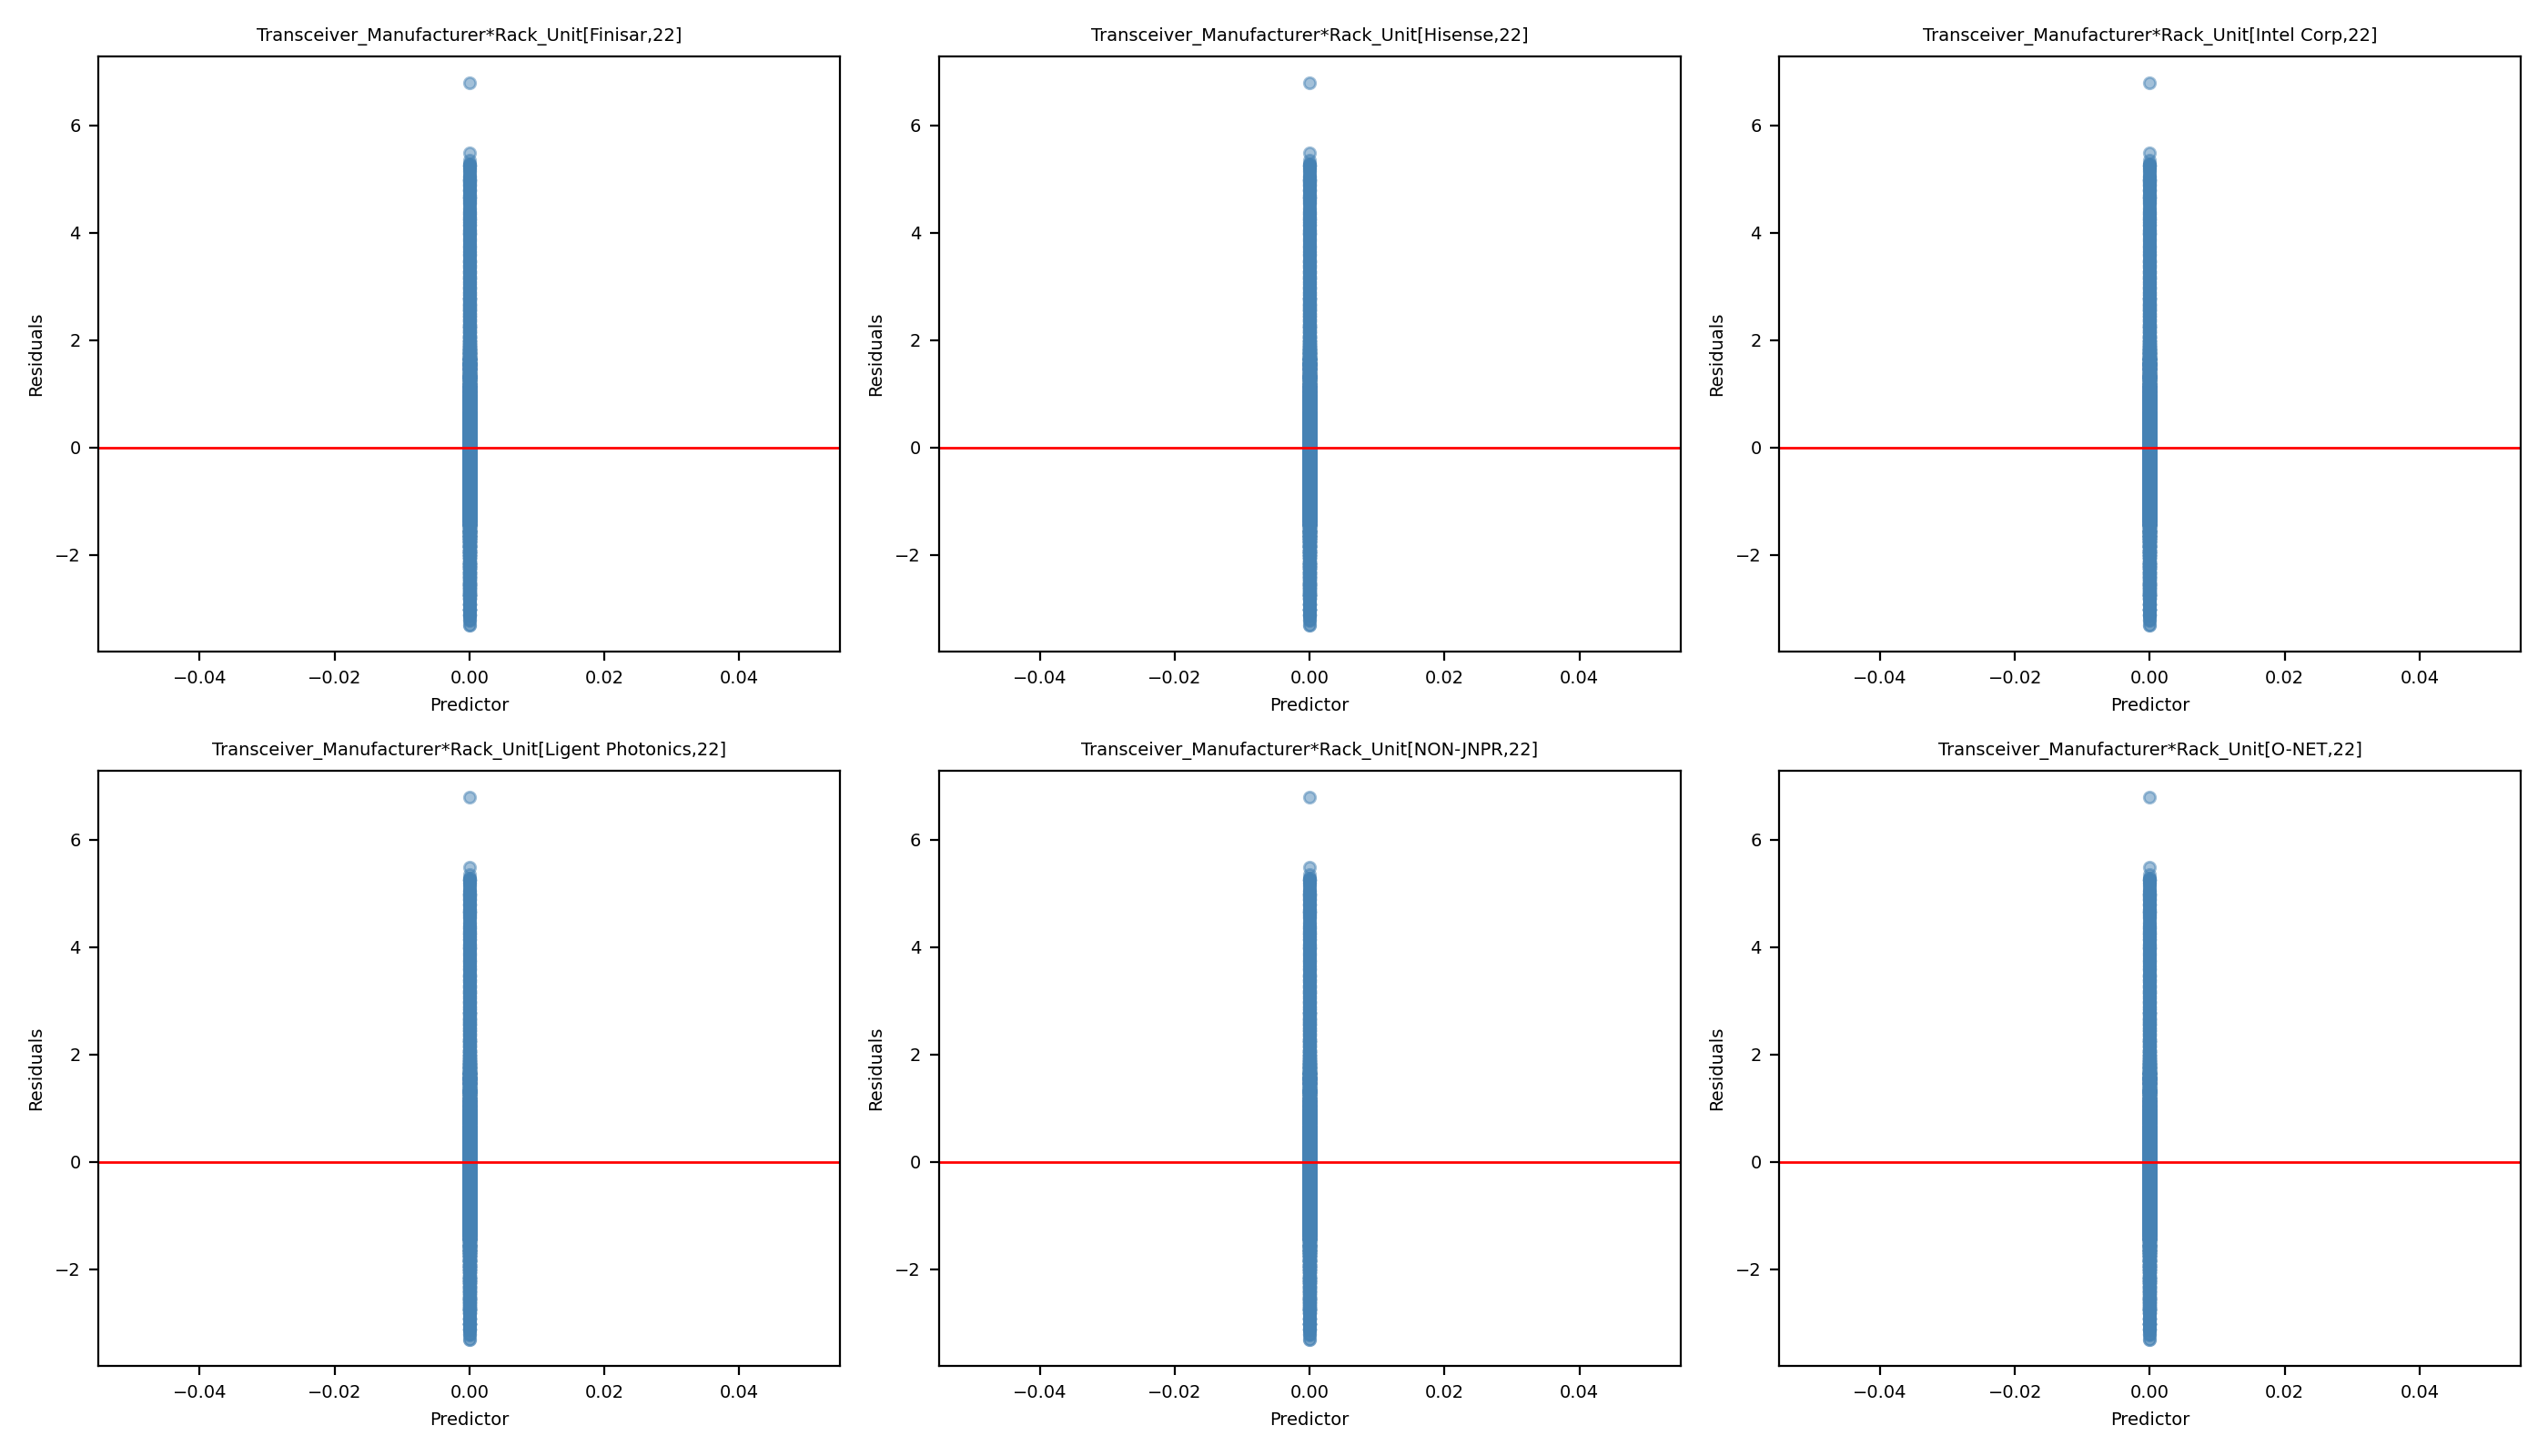 Transceiver_Manufacturer*Rack_Unit[Finisar,22]
6
4
2
0
−2
Residuals
−0.04 −0.02 0.00 0.02 0.04
Predictor
Transceiver_Manufacturer*Rack_Unit[Hisense,22]
6
4
2
0
−2
Residuals
−0.04 −0.02 0.00 0.02 0.04
Predictor
Transceiver_Manufacturer*Rack_Unit[Intel Corp,22]
6
4
2
0
−2
Residuals
−0.04 −0.02 0.00 0.02 0.04
Predictor
Transceiver_Manufacturer*Rack_Unit[Ligent Photonics,22]
6
4
2
0
−2
Residuals
−0.04 −0.02 0.00 0.02 0.04
Predictor
Transceiver_Manufacturer*Rack_Unit[NON-JNPR,22]
6
4
2
0
−2
Residuals
−0.04 −0.02 0.00 0.02 0.04
Predictor
Transceiver_Manufacturer*Rack_Unit[O-NET,22]
6
4
2
0
−2
Residuals
−0.04 −0.02 0.00 0.02 0.04
Predictor